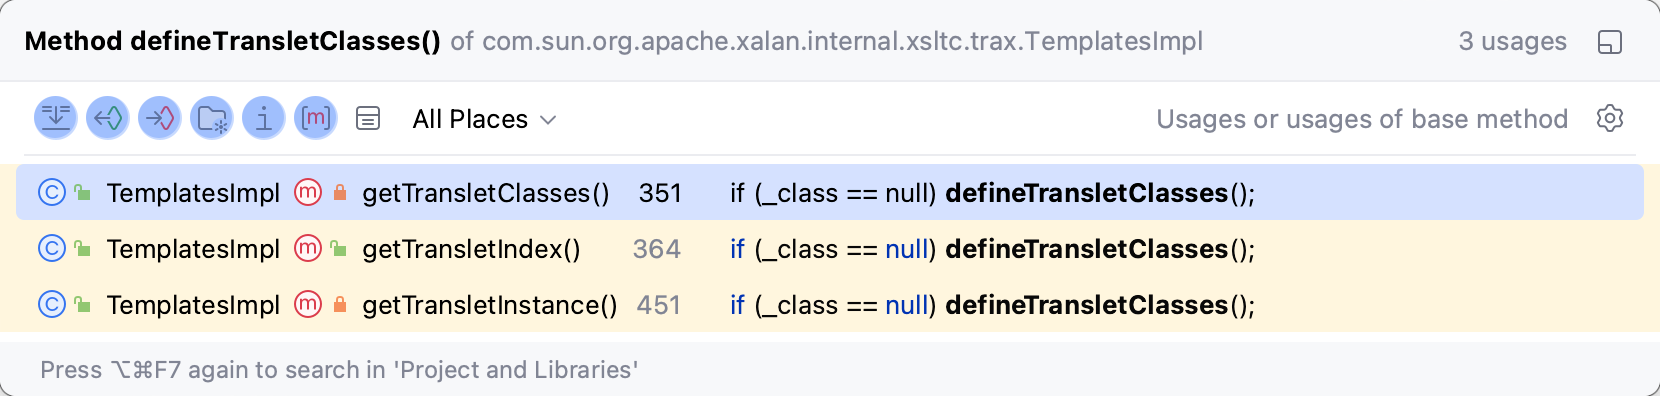 Method defineTransletClasses() of com.sun.org.apache.xalan.internal.xsltc.trax.TemplatesImpl 3 usages
All Places Usages or usages of base method
C TemplatesImpl m getTransletClasses() 351 if (_class == null) defineTransletClasses();
C TemplatesImpl m getTransletIndex() 364 if (_class == null) defineTransletClasses();
C TemplatesImpl m getTransletInstance() 451 if (_class == null) defineTransletClasses();
Press ⌥⌘F7 again to search in 'Project and Libraries'